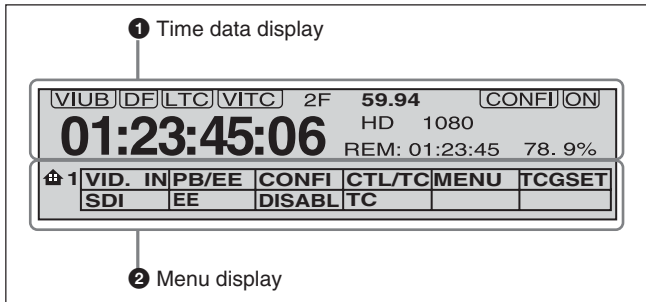 1 Time data display
VIUB DF LTC VITC 2F 59.94 CONFI ON
01:23:45:06 HD 1080
REM: 01:23:45 78. 9%
1 VID. IN PB/EE CONFI CTL/TC MENU TCGSET
SDI EE DISABL TC
2 Menu display